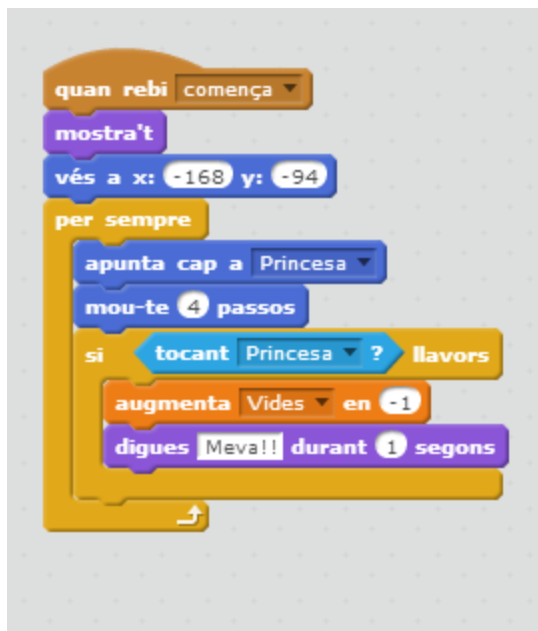 quan rebi comença
mostra't
vés a x: -168 y: -94
per sempre
apunta cap a Princesa
mou-te 4 passos
si tocant Princesa ? llavors
augmenta Vides en -1
digues Meva!! durant 1 segons